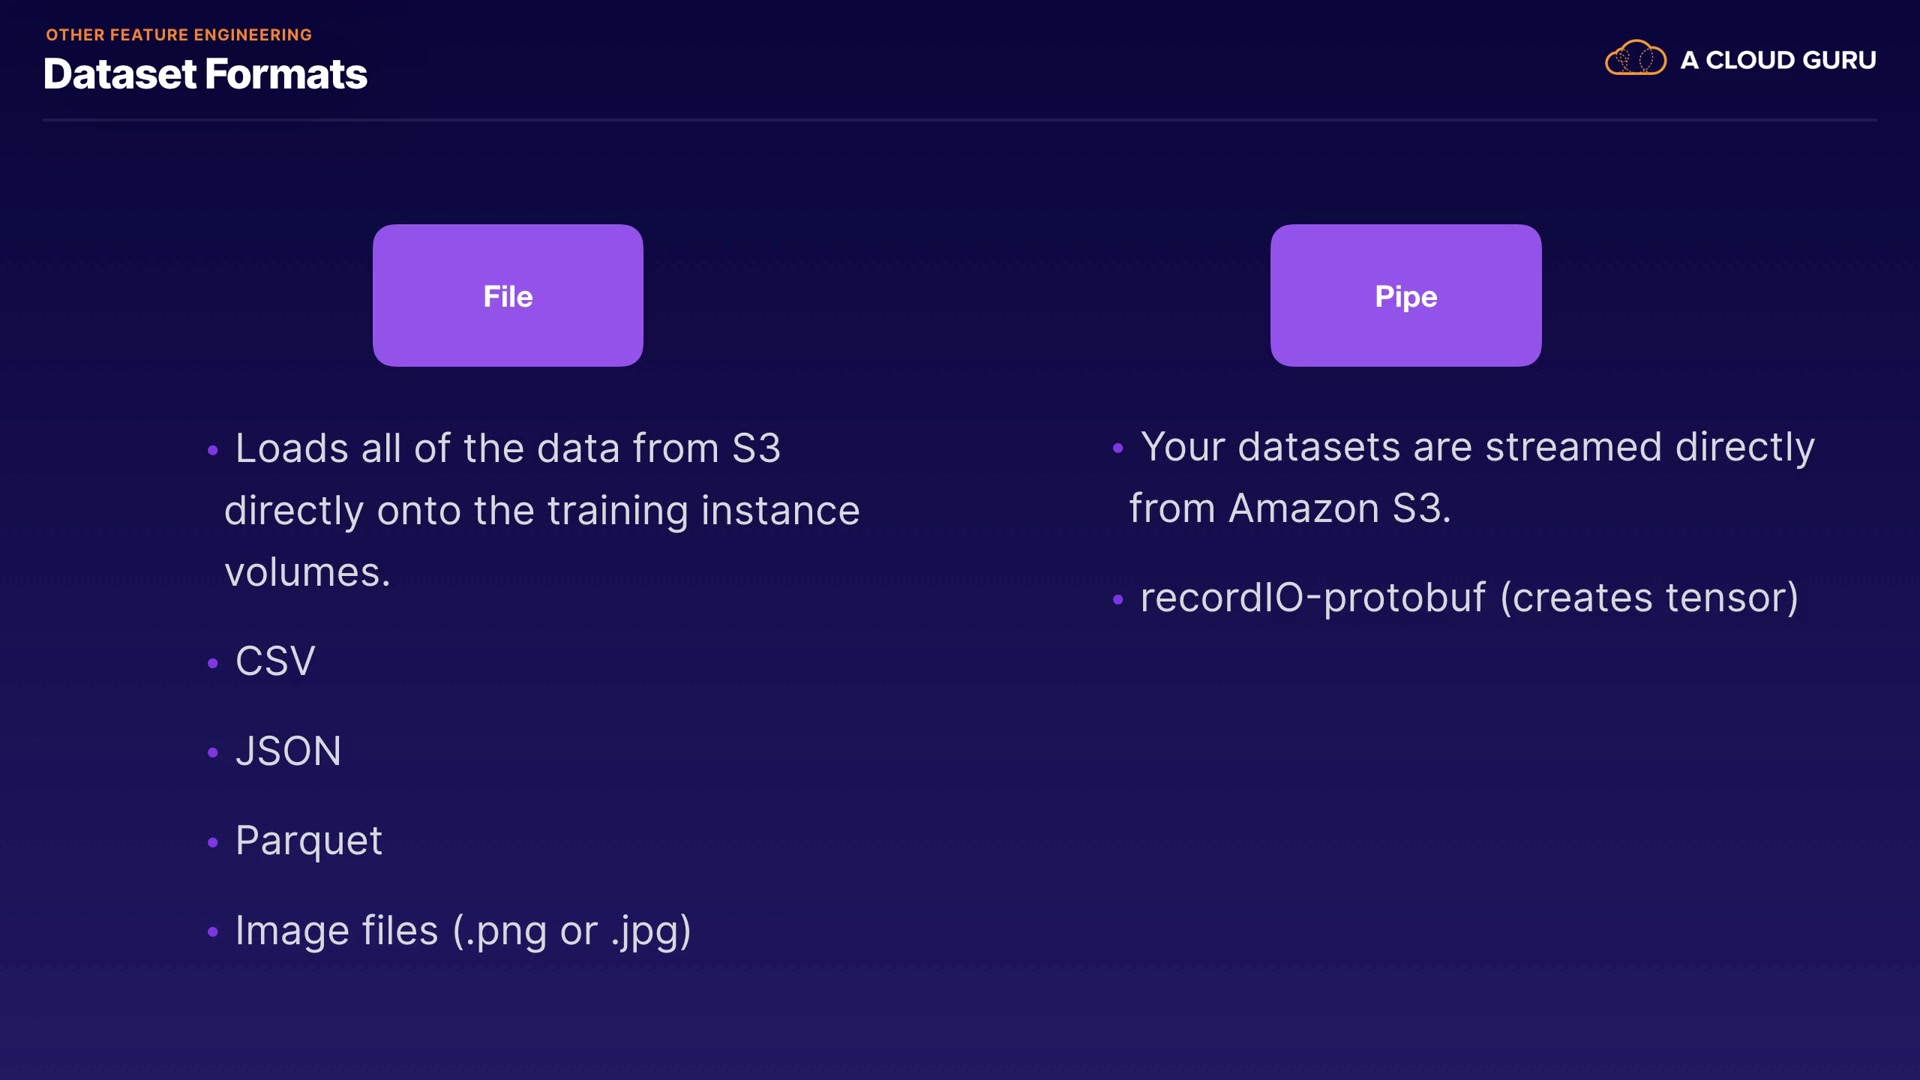 OTHER FEATURE ENGINEERING
Dataset Formats
A CLOUD GURU
File
• Loads all of the data from S3
directly onto the training instance
volumes.
• CSV
• JSON
• Parquet
• Image files (.png or .jpg)
Pipe
• Your datasets are streamed directly
from Amazon S3.
• recordIO-protobuf (creates tensor)